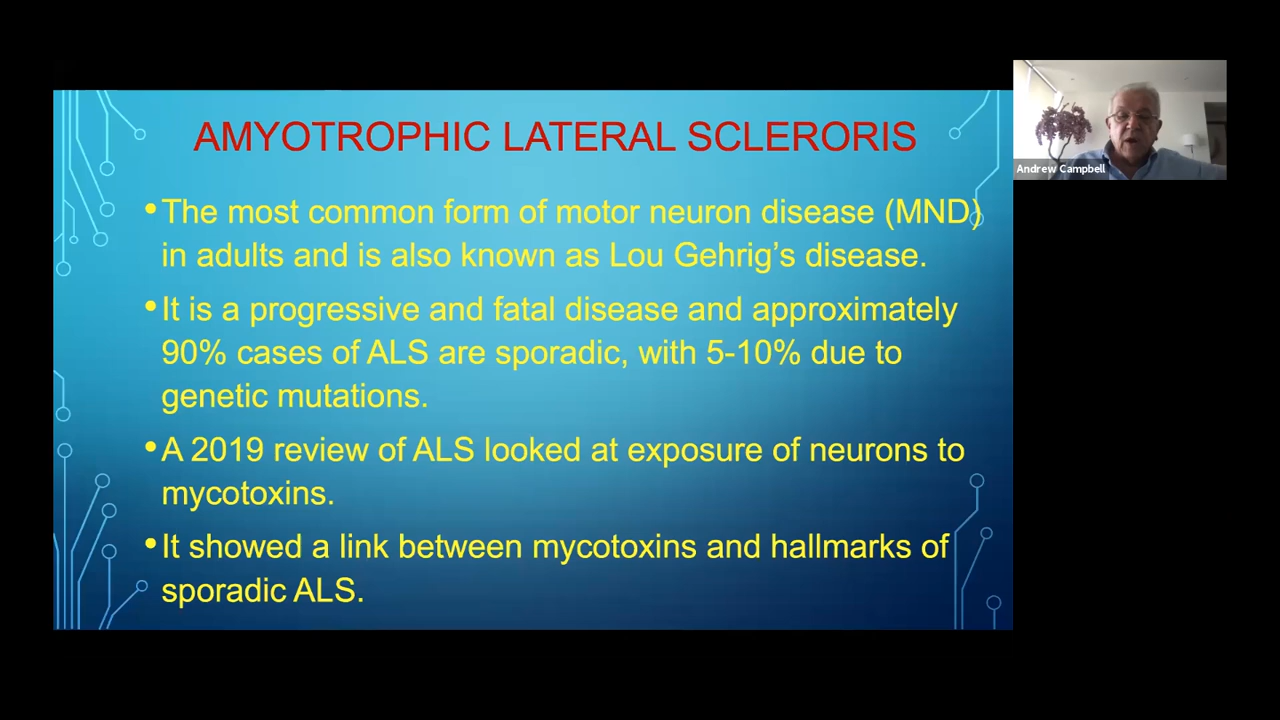 AMYOTROPHIC LATERAL SCLERORIS
• The most common form of motor neuron disease (MND)
in adults and is also known as Lou Gehrig’s disease.
• It is a progressive and fatal disease and approximately
90% cases of ALS are sporadic, with 5-10% due to
genetic mutations.
• A 2019 review of ALS looked at exposure of neurons to
mycotoxins.
• It showed a link between mycotoxins and hallmarks of
sporadic ALS.
Andrew Campbell